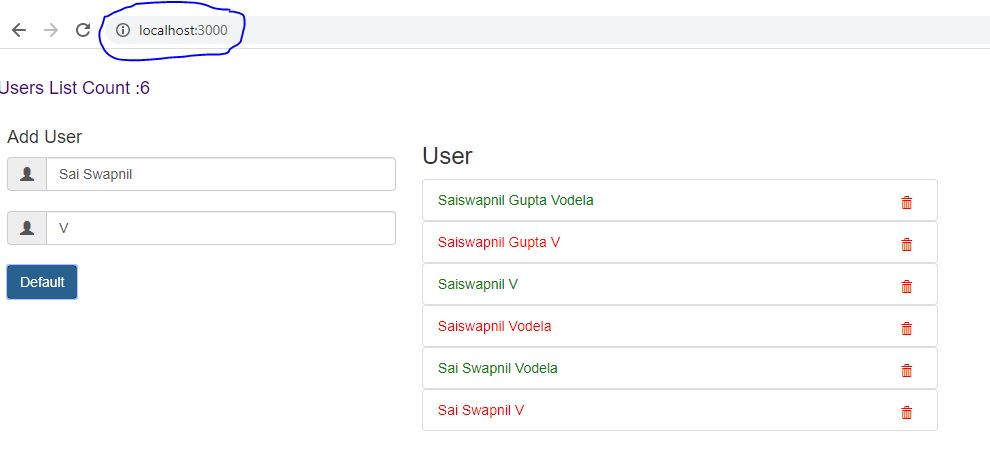 localhost:3000
Users List Count :6
Add User
Sai Swapnil
V
Default
User
Saiswapnil Gupta Vodela
Saiswapnil Gupta V
Saiswapnil V
Saiswapnil Vodela
Sai Swapnil Vodela
Sai Swapnil V